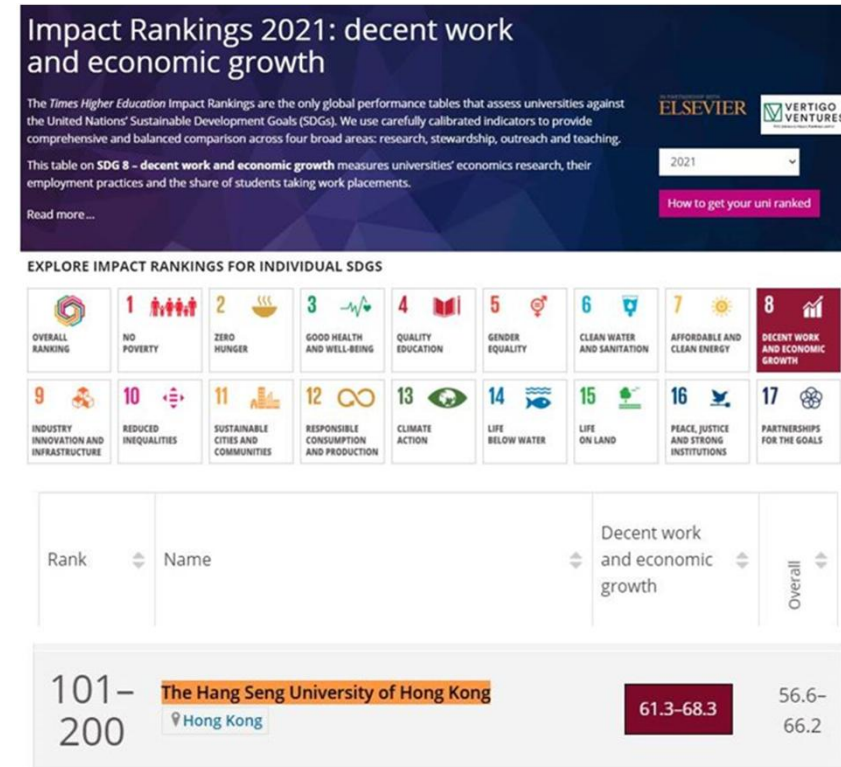 Impact Rankings 2021: decent work
and economic growth
The Times Higher Education Impact Rankings are the only global performance tables that assess universities against
the United Nations' Sustainable Development Goals (SDGs). We use carefully calibrated indicators to provide
comprehensive and balanced comparison across four broad areas: research, stewardship, outreach and teaching.
This table on SDG 8 – decent work and economic growth measures universities' economics research, their
employment practices and the share of students taking work placements.
Read more...
IN PARTNERSHIP WITH
ELSEVIER
VERTIGO
VENTURES
2021
How to get your uni ranked
EXPLORE IMPACT RANKINGS FOR INDIVIDUAL SDGS
OVERALL
RANKING
1
NO
POVERTY
2
ZERO
HUNGER
3
GOOD HEALTH
AND WELL-BEING
4
QUALITY
EDUCATION
5
GENDER
EQUALITY
6
CLEAN WATER
AND SANITATION
7
AFFORDABLE AND
CLEAN ENERGY
8
DECENT WORK
AND ECONOMIC
GROWTH
9
INDUSTRY
INNOVATION AND
INFRASTRUCTURE
10
REDUCED
INEQUALITIES
11
SUSTAINABLE
CITIES AND
COMMUNITIES
12
RESPONSIBLE
CONSUMPTION
AND PRODUCTION
13
CLIMATE
ACTION
14
LIFE
BELOW WATER
15
LIFE
ON LAND
16
PEACE, JUSTICE
AND STRONG
INSTITUTIONS
17
PARTNERSHIPS
FOR THE GOALS
Rank
Name
Decent work
and economic
growth
Overall
101–
200
The Hang Seng University of Hong Kong
Hong Kong
61.3–68.3
56.6–
66.2